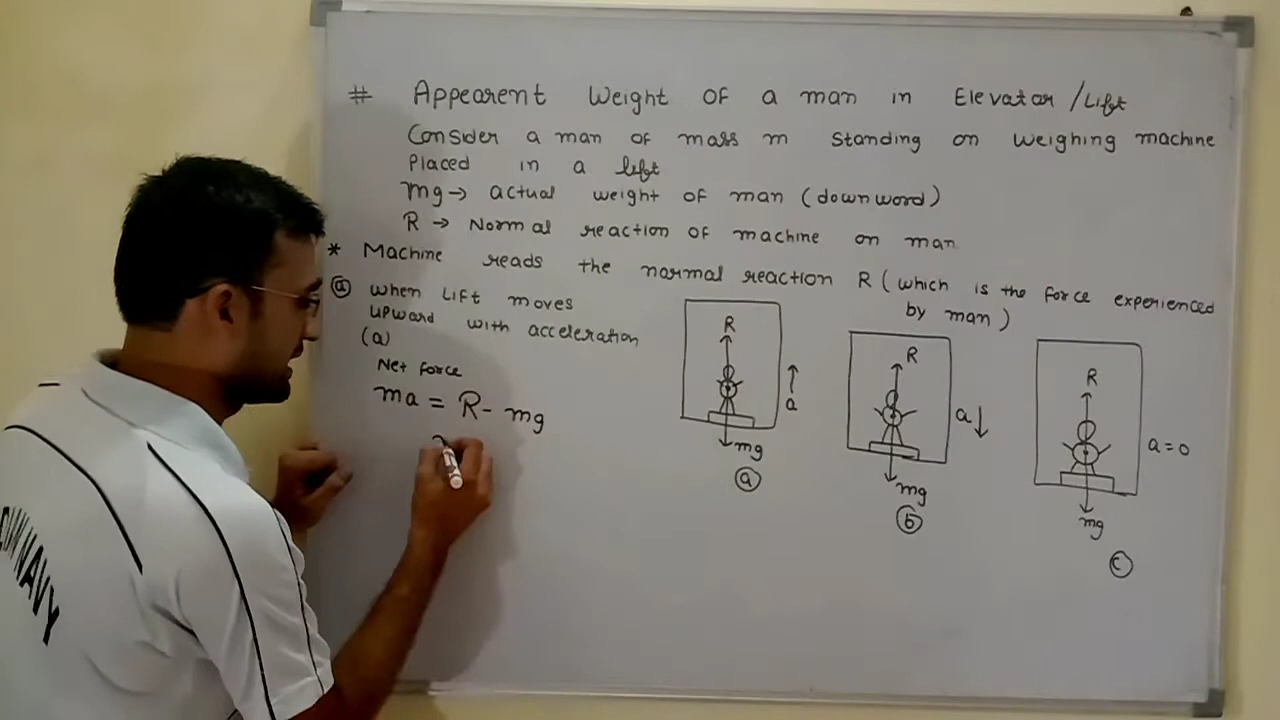 # Appearent Weight of a man in Elevator/Lift
Consider a man of mass m standing on weighing machine
Placed in a lift
mg→ actual weight of man (downword)
R → Normal reaction of machine on man
* Machine reads the normal reaction R (which is the force experienced
by man)
ⓐ when Lift moves
upward with acceleration
(a)
Net force
ma = R- mg
R
a
mg
ⓐ
R
a
mg
ⓑ
R
a=0
mg
ⓒ
NAVY